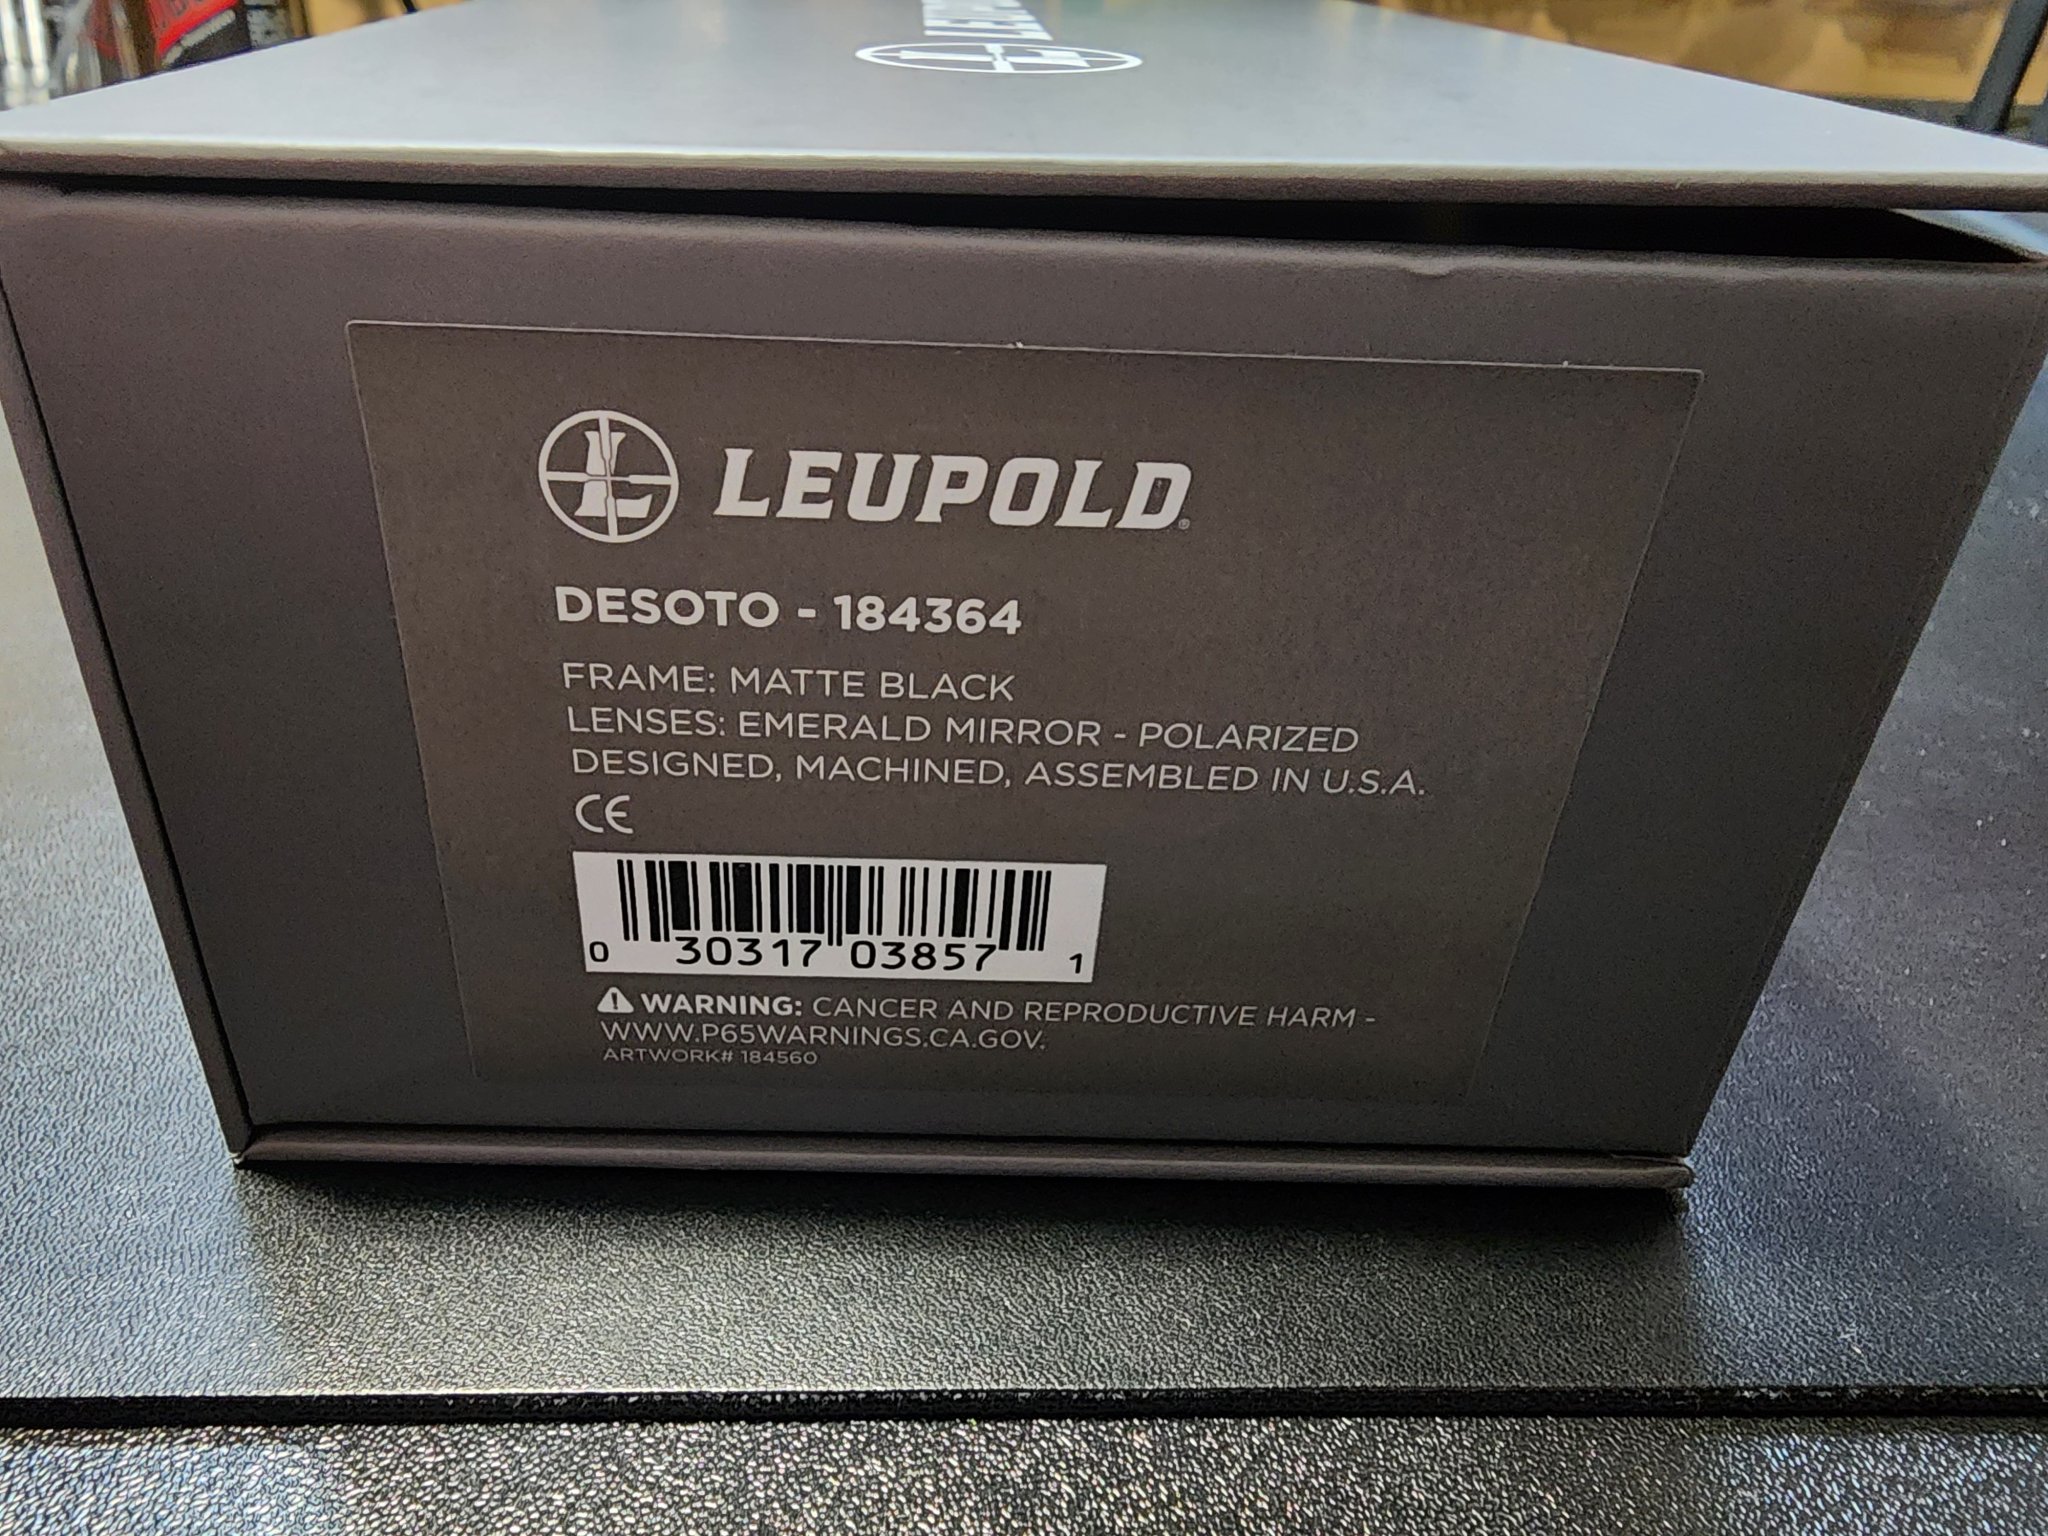 LEUPOLD
DESOTO - 184364
FRAME: MATTE BLACK
LENSES: EMERALD MIRROR - POLARIZED
DESIGNED, MACHINED, ASSEMBLED IN U.S.A.
CE
0 30317 03857 1
⚠ WARNING: CANCER AND REPRODUCTIVE HARM -
WWW.P65WARNINGS.CA.GOV.
ARTWORK# 184560